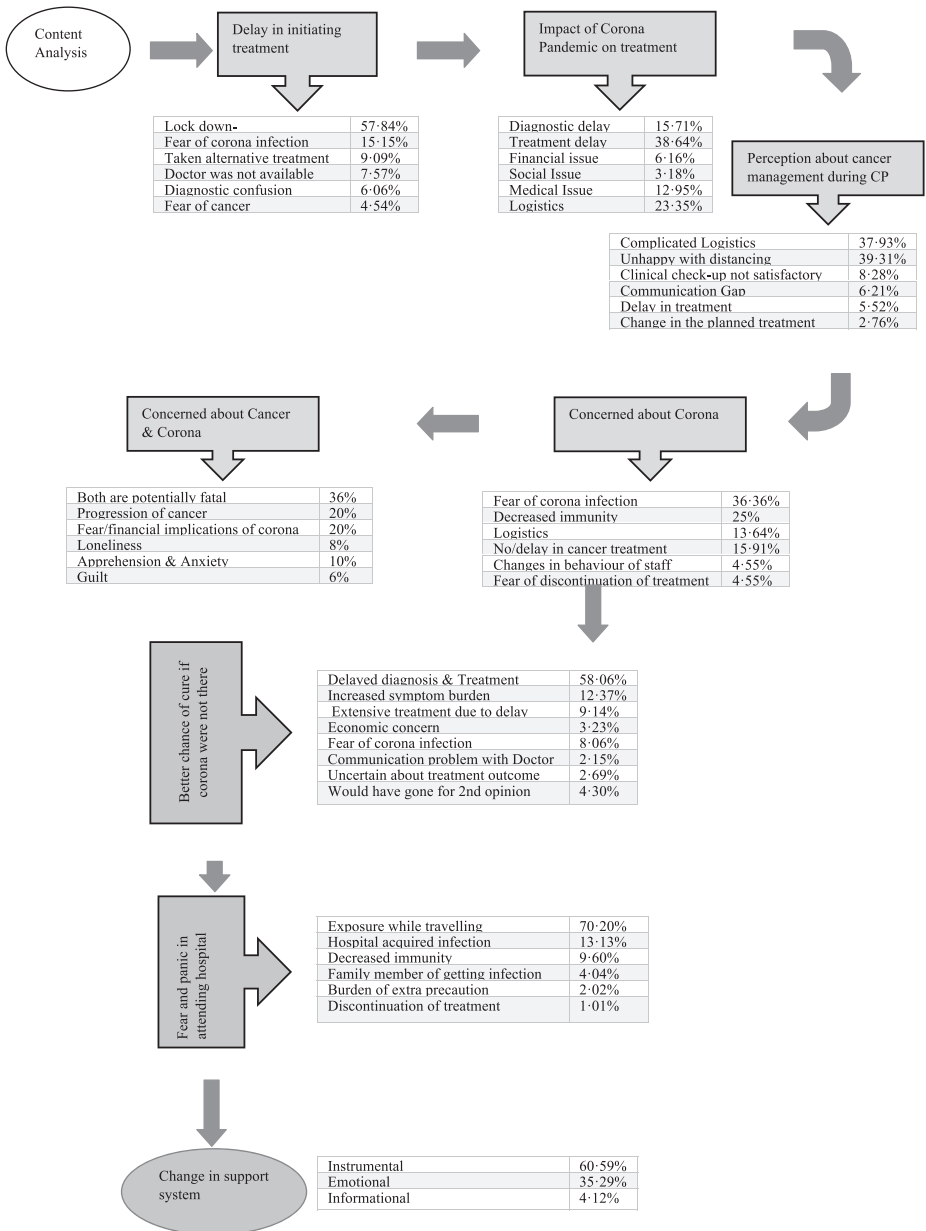 Content
Analysis
Delay in initiating
treatment
Impact of Corona
Pandemic on treatment
Lock down- 57·84%
Fear of corona infection 15·15%
Taken alternative treatment 9·09%
Doctor was not available 7·57%
Diagnostic confusion 6·06%
Fear of cancer 4·54%
Diagnostic delay 15·71%
Treatment delay 38·64%
Financial issue 6·16%
Social Issue 3·18%
Medical Issue 12·95%
Logistics 23·35%
Perception about cancer
management during CP
Complicated Logistics 37·93%
Unhappy with distancing 39·31%
Clinical check-up not satisfactory 8·28%
Communication Gap 6·21%
Delay in treatment 5·52%
Change in the planned treatment 2·76%
Concerned about Corona
Fear of corona infection 36·36%
Decreased immunity 25%
Logistics 13·64%
No/delay in cancer treatment 15·91%
Changes in behaviour of staff 4·55%
Fear of discontinuation of treatment 4·55%
Concerned about Cancer
& Corona
Both are potentially fatal 36%
Progression of cancer 20%
Fear/financial implications of corona 20%
Loneliness 8%
Apprehension & Anxiety 10%
Guilt 6%
Better chance of cure if
corona were not there
Delayed diagnosis & Treatment 58·06%
Increased symptom burden 12·37%
Extensive treatment due to delay 9·14%
Economic concern 3·23%
Fear of corona infection 8·06%
Communication problem with Doctor 2·15%
Uncertain about treatment outcome 2·69%
Would have gone for 2nd opinion 4·30%
Fear and panic in
attending hospital
Exposure while travelling 70·20%
Hospital acquired infection 13·13%
Decreased immunity 9·60%
Family member of getting infection 4·04%
Burden of extra precaution 2·02%
Discontinuation of treatment 1·01%
Change in support
system
Instrumental 60·59%
Emotional 35·29%
Informational 4·12%